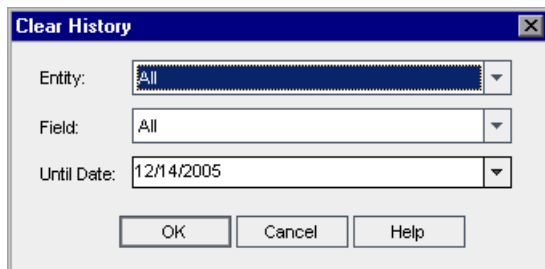 Clear History
Entity: All
Field: All
Until Date: 12/14/2005
OK Cancel Help